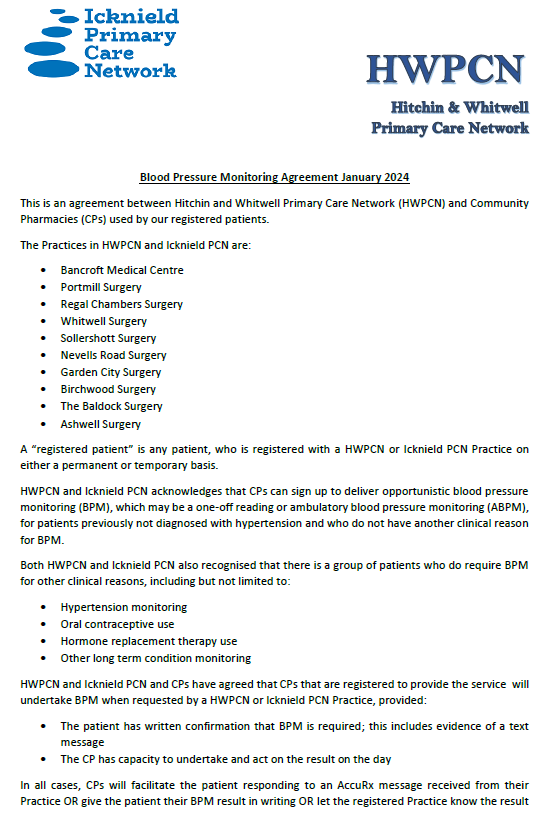 Icknield
Primary
Care
Network
HWPCN
Hitchin & Whitwell
Primary Care Network
Blood Pressure Monitoring Agreement January 2024
This is an agreement between Hitchin and Whitwell Primary Care Network (HWPCN) and Community
Pharmacies (CPs) used by our registered patients.
The Practices in HWPCN and Icknield PCN are:
• Bancroft Medical Centre
• Portmill Surgery
• Regal Chambers Surgery
• Whitwell Surgery
• Sollershott Surgery
• Nevells Road Surgery
• Garden City Surgery
• Birchwood Surgery
• The Baldock Surgery
• Ashwell Surgery
A “registered patient” is any patient, who is registered with a HWPCN or Icknield PCN Practice on
either a permanent or temporary basis.
HWPCN and Icknield PCN acknowledges that CPs can sign up to deliver opportunistic blood pressure
monitoring (BPM), which may be a one-off reading or ambulatory blood pressure monitoring (ABPM),
for patients previously not diagnosed with hypertension and who do not have another clinical reason
for BPM.
Both HWPCN and Icknield PCN also recognised that there is a group of patients who do require BPM
for other clinical reasons, including but not limited to:
• Hypertension monitoring
• Oral contraceptive use
• Hormone replacement therapy use
• Other long term condition monitoring
HWPCN and Icknield PCN and CPs have agreed that CPs that are registered to provide the service will
undertake BPM when requested by a HWPCN or Icknield PCN Practice, provided:
• The patient has written confirmation that BPM is required; this includes evidence of a text
message
• The CP has capacity to undertake and act on the result on the day
In all cases, CPs will facilitate the patient responding to an AccuRx message received from their
Practice OR give the patient their BPM result in writing OR let the registered Practice know the result